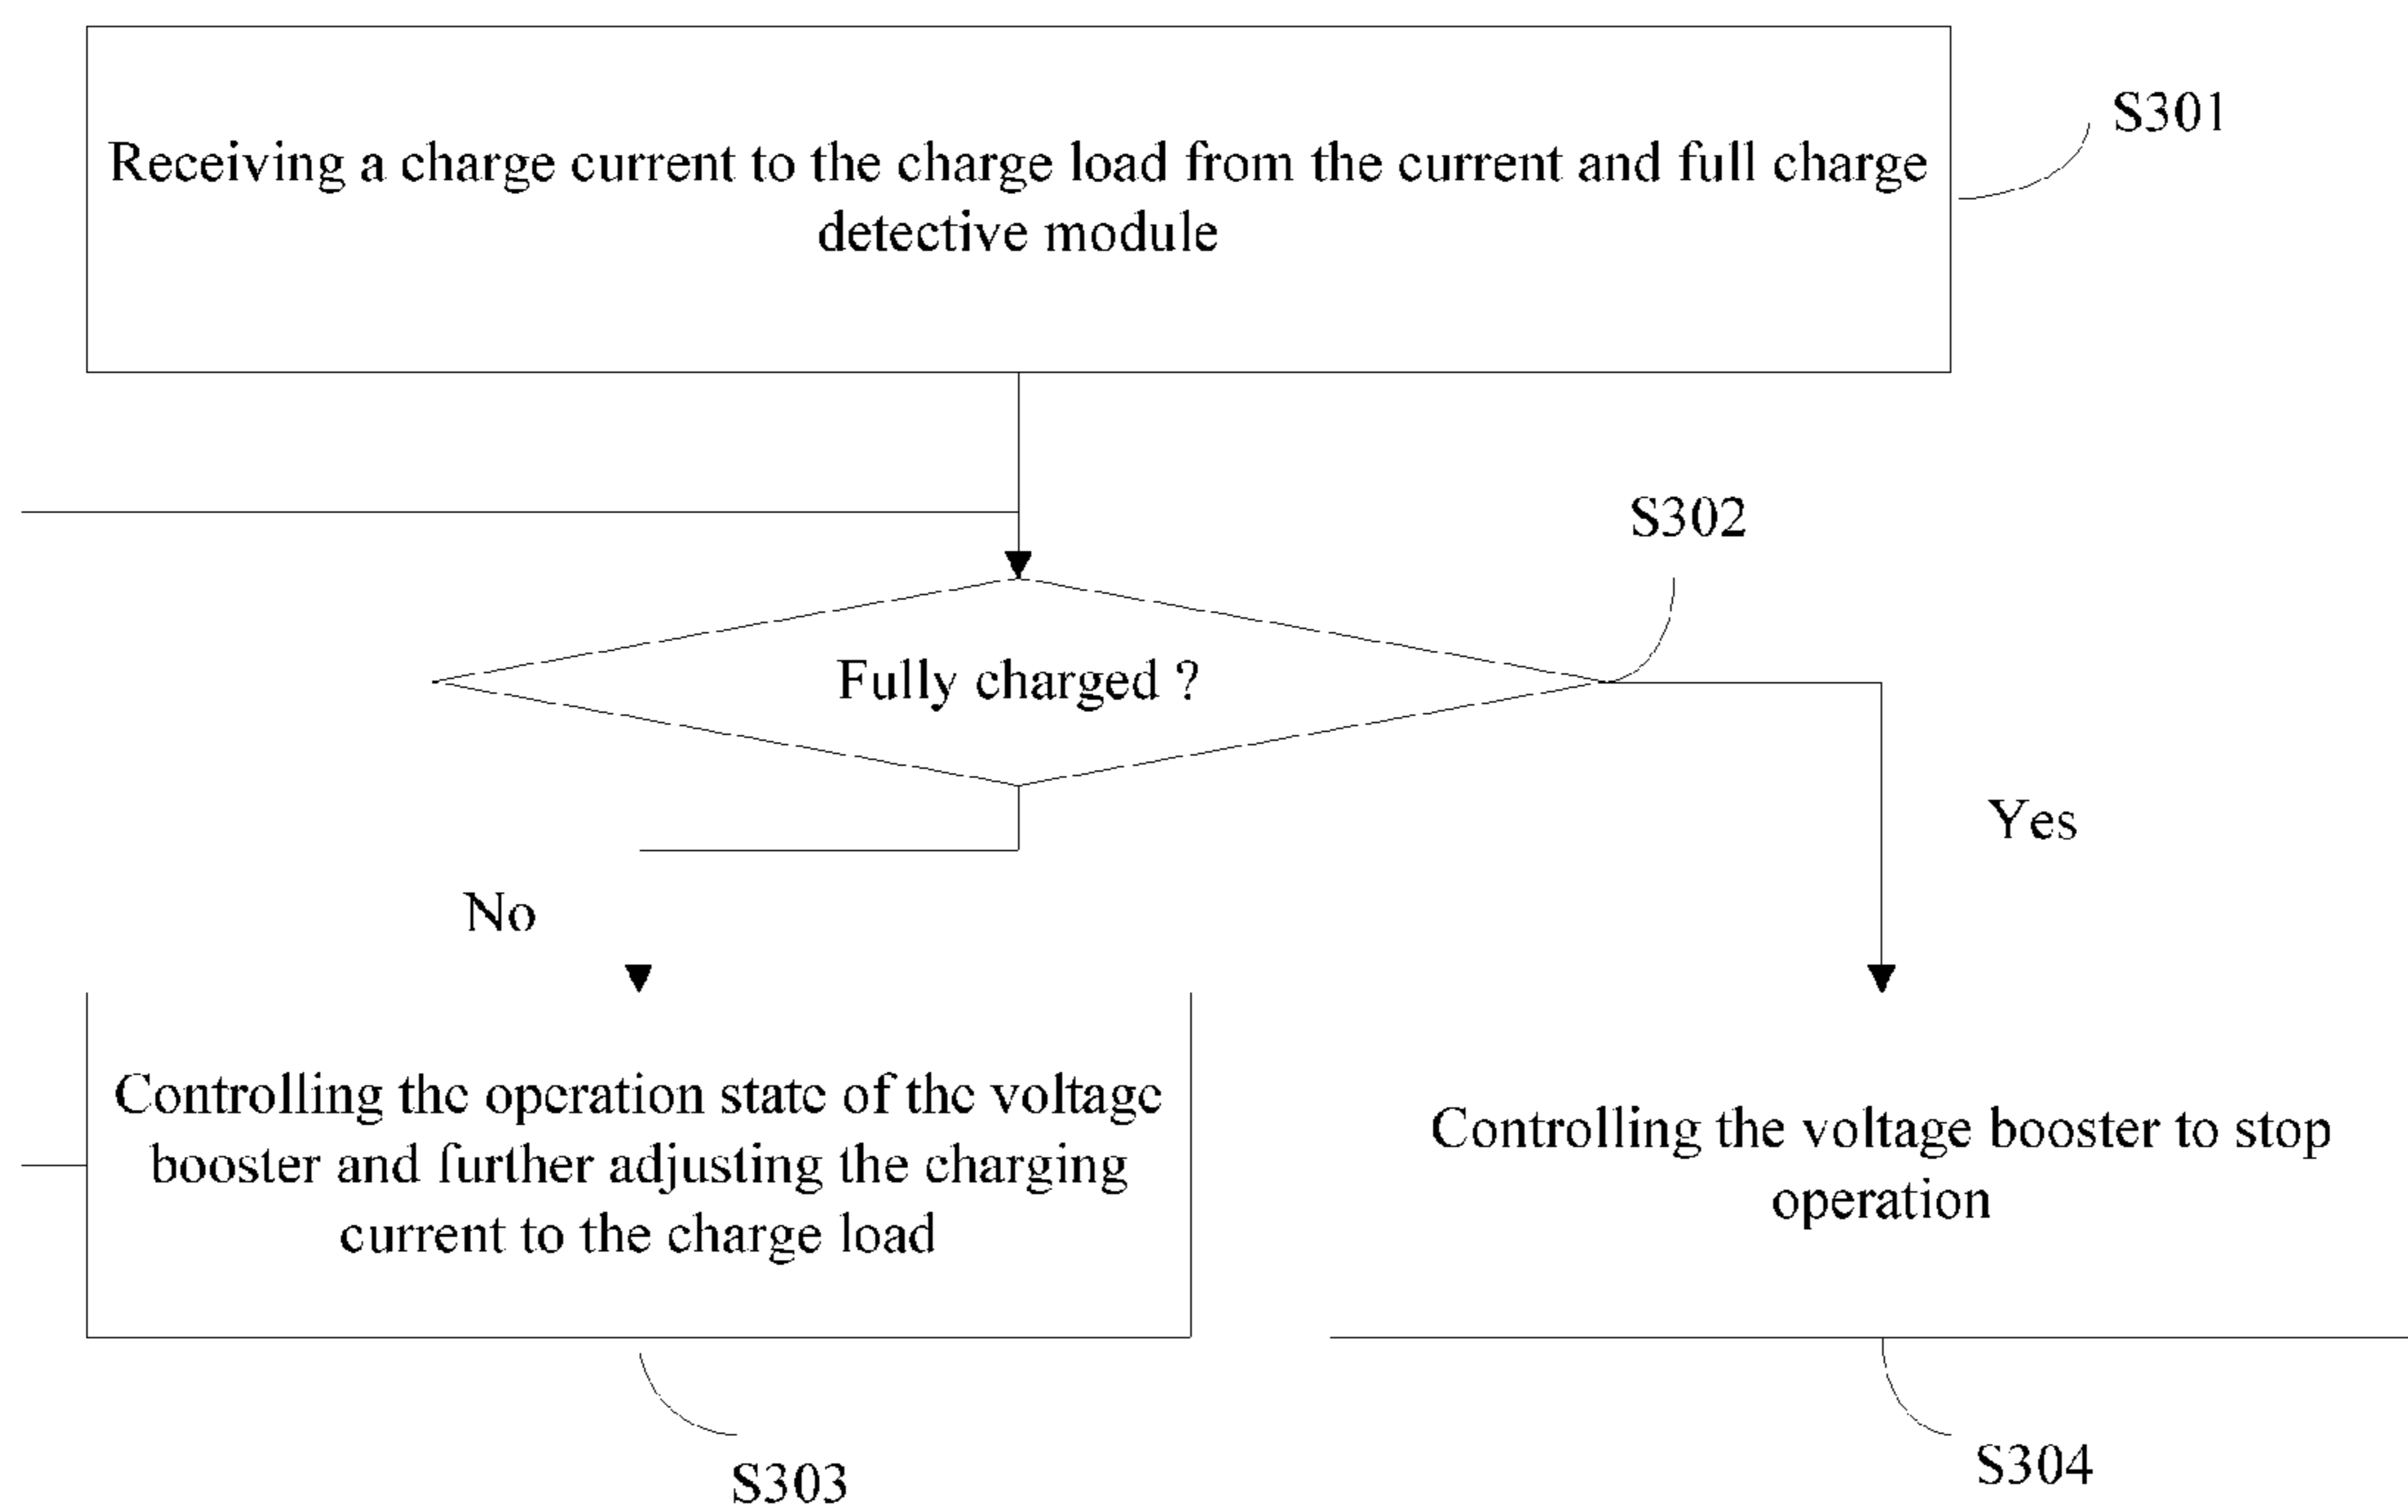 S301
Receiving a charge current to the charge load from the current and full charge
detective module
S302
Fully charged ?
Yes
No
Controlling the operation state of the voltage
booster and further adjusting the charging
current to the charge load
Controlling the voltage booster to stop
operation
S303
S304